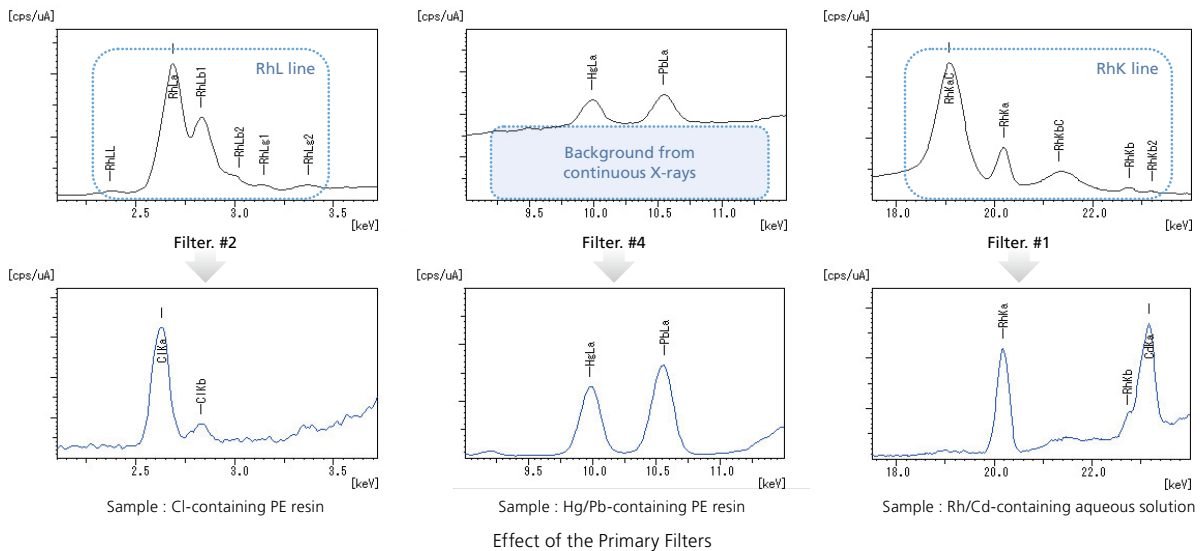 [cps/uA]
RhL line
RhLL
RhLa
RhLb1
RhLb2
RhLg1
RhLg2
2.5 3.0 3.5
[keV]
[cps/uA]
HgLa
PbLa
Background from
continuous X-rays
9.5 10.0 10.5 11.0
[keV]
[cps/uA]
RhK line
RhKaC
RhKa
RhKbC
RhKb
RhKb2
18.0 20.0 22.0
[keV]
Filter. #2
Filter. #4
Filter. #1
[cps/uA]
ClKa
ClKb
2.5 3.0 3.5
[keV]
Sample : Cl-containing PE resin
[cps/uA]
HgLa
PbLa
9.5 10.0 10.5 11.0
[keV]
Sample : Hg/Pb-containing PE resin
[cps/uA]
RhKa
RhKb
CdKa
18.0 20.0 22.0
[keV]
Sample : Rh/Cd-containing aqueous solution
Effect of the Primary Filters